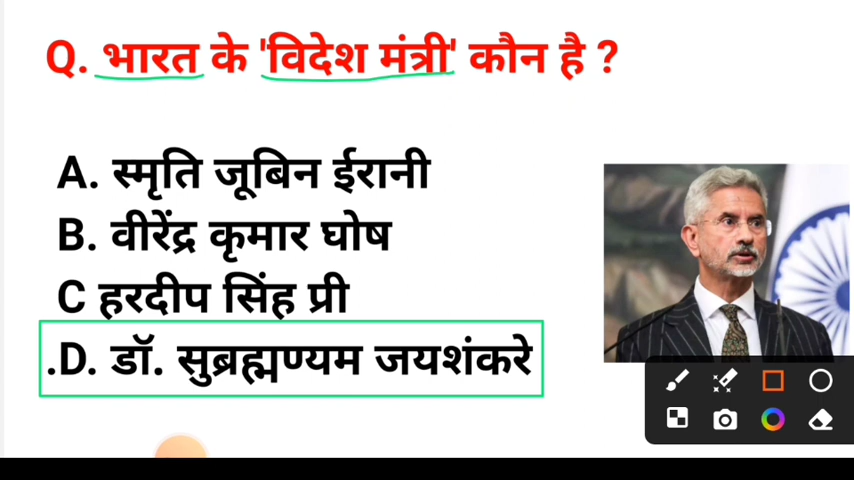 Q. भारत के 'विदेश मंत्री' कौन है ?
A. स्मृति जूबिन ईरानी
B. वीरेंद्र कृमार घोष
C हरदीप सिंह प्री
.D. डॉ. सुब्रह्मण्यम जयशंकरे